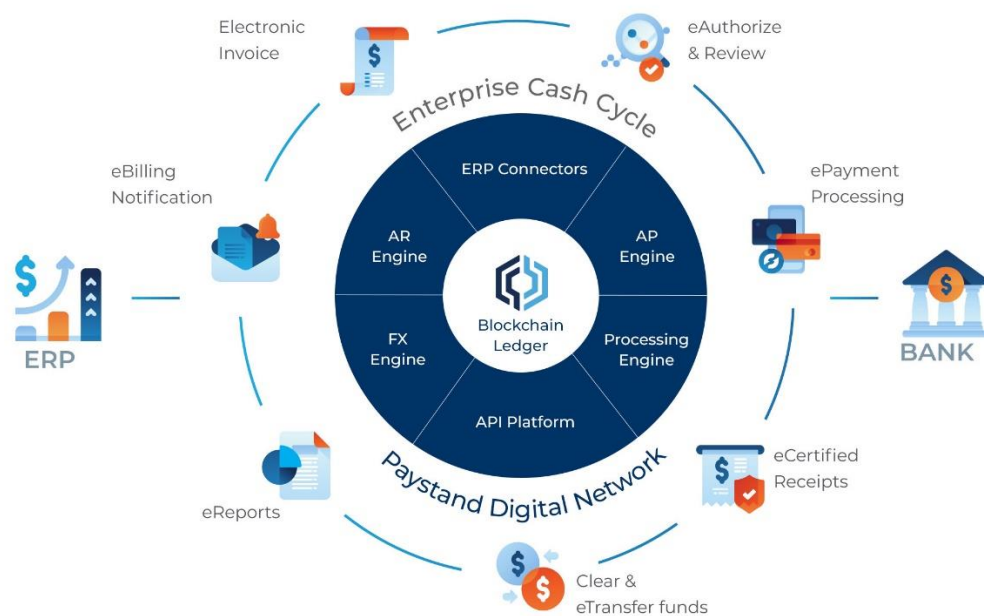 Electronic
Invoice
eAuthorize
& Review
Enterprise Cash Cycle
eBilling
Notification
ePayment
Processing
ERP Connectors
AR
Engine
AP
Engine
Blockchain
Ledger
FX
Engine
Processing
Engine
API Platform
ERP
BANK
Paystand Digital Network
eCertified
Receipts
eReports
Clear &
eTransfer funds